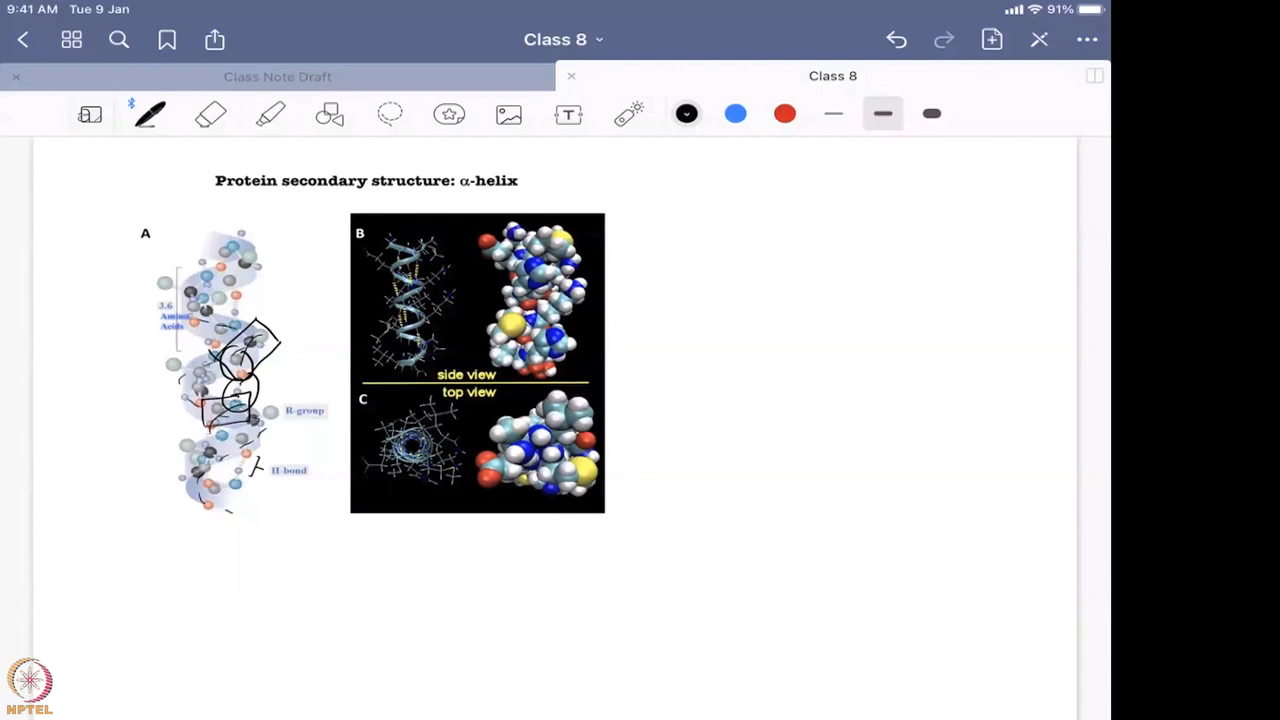 9:41 AM Tue 9 Jan
91%
Class 8
Class Note Draft
Class 8
T
Protein secondary structure: α-helix
A
B
3.6
Amino
Acids
side view
top view
C
R-group
H-bond
NPTEL